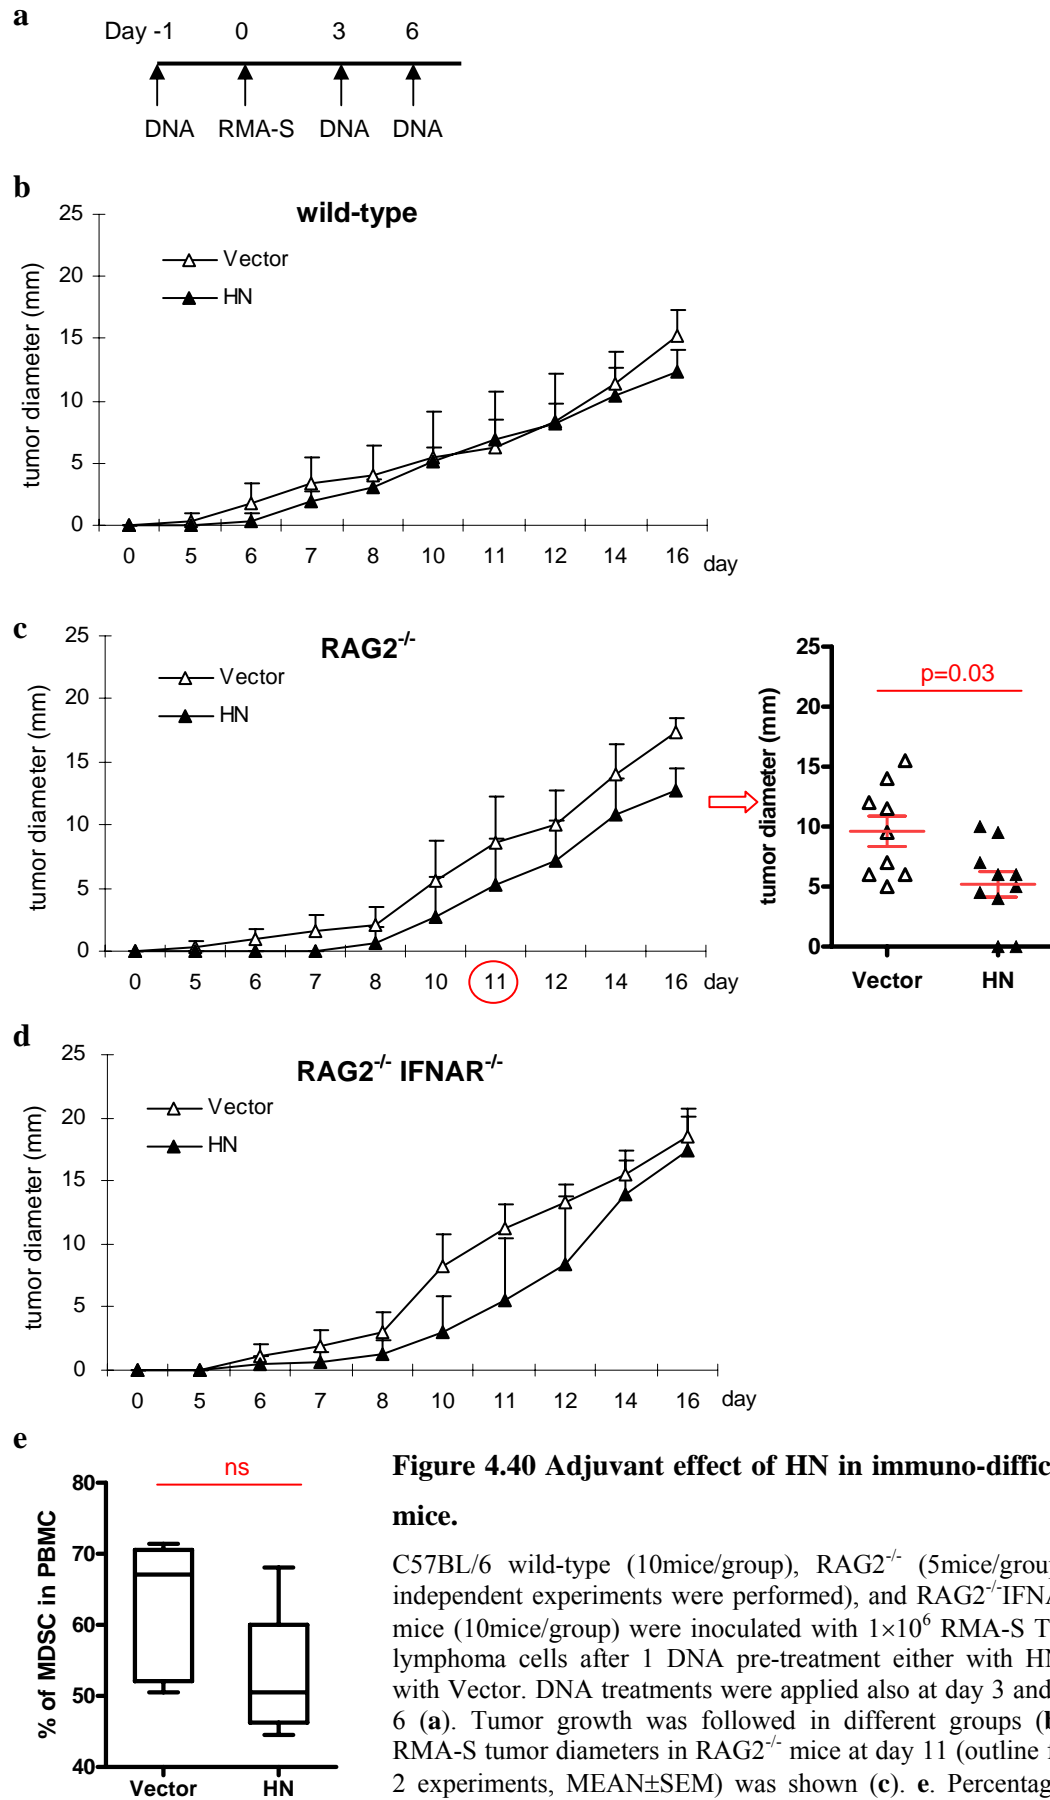 a
Day -1 0 3 6
DNA RMA-S DNA DNA
b
wild-type
Vector
HN
tumor diameter (mm)
25
20
15
10
5
0
0 5 6 7 8 10 11 12 14 16 day
c
RAG2-/-
Vector
HN
tumor diameter (mm)
25
20
15
10
5
0
0 5 6 7 8 10 11 12 14 16 day
p=0.03
tumor diameter (mm)
25
20
15
10
5
0
Vector HN
d
RAG2-/- IFNAR-/-
Vector
HN
tumor diameter (mm)
25
20
15
10
5
0
0 5 6 7 8 10 11 12 14 16 day
e
ns
% of MDSC in PBMC
80
70
60
50
40
Vector HN
Figure 4.40 Adjuvant effect of HN in immuno-diffic
mice.
C57BL/6 wild-type (10mice/group), RAG2-/- (5mice/group
independent experiments were performed), and RAG2-/-IFNA
mice (10mice/group) were inoculated with 1×10⁶ RMA-S T
lymphoma cells after 1 DNA pre-treatment either with HN
with Vector. DNA treatments were applied also at day 3 and
6 (a). Tumor growth was followed in different groups (b
RMA-S tumor diameters in RAG2-/- mice at day 11 (outline f
2 experiments, MEAN±SEM) was shown (c). e. Percentag